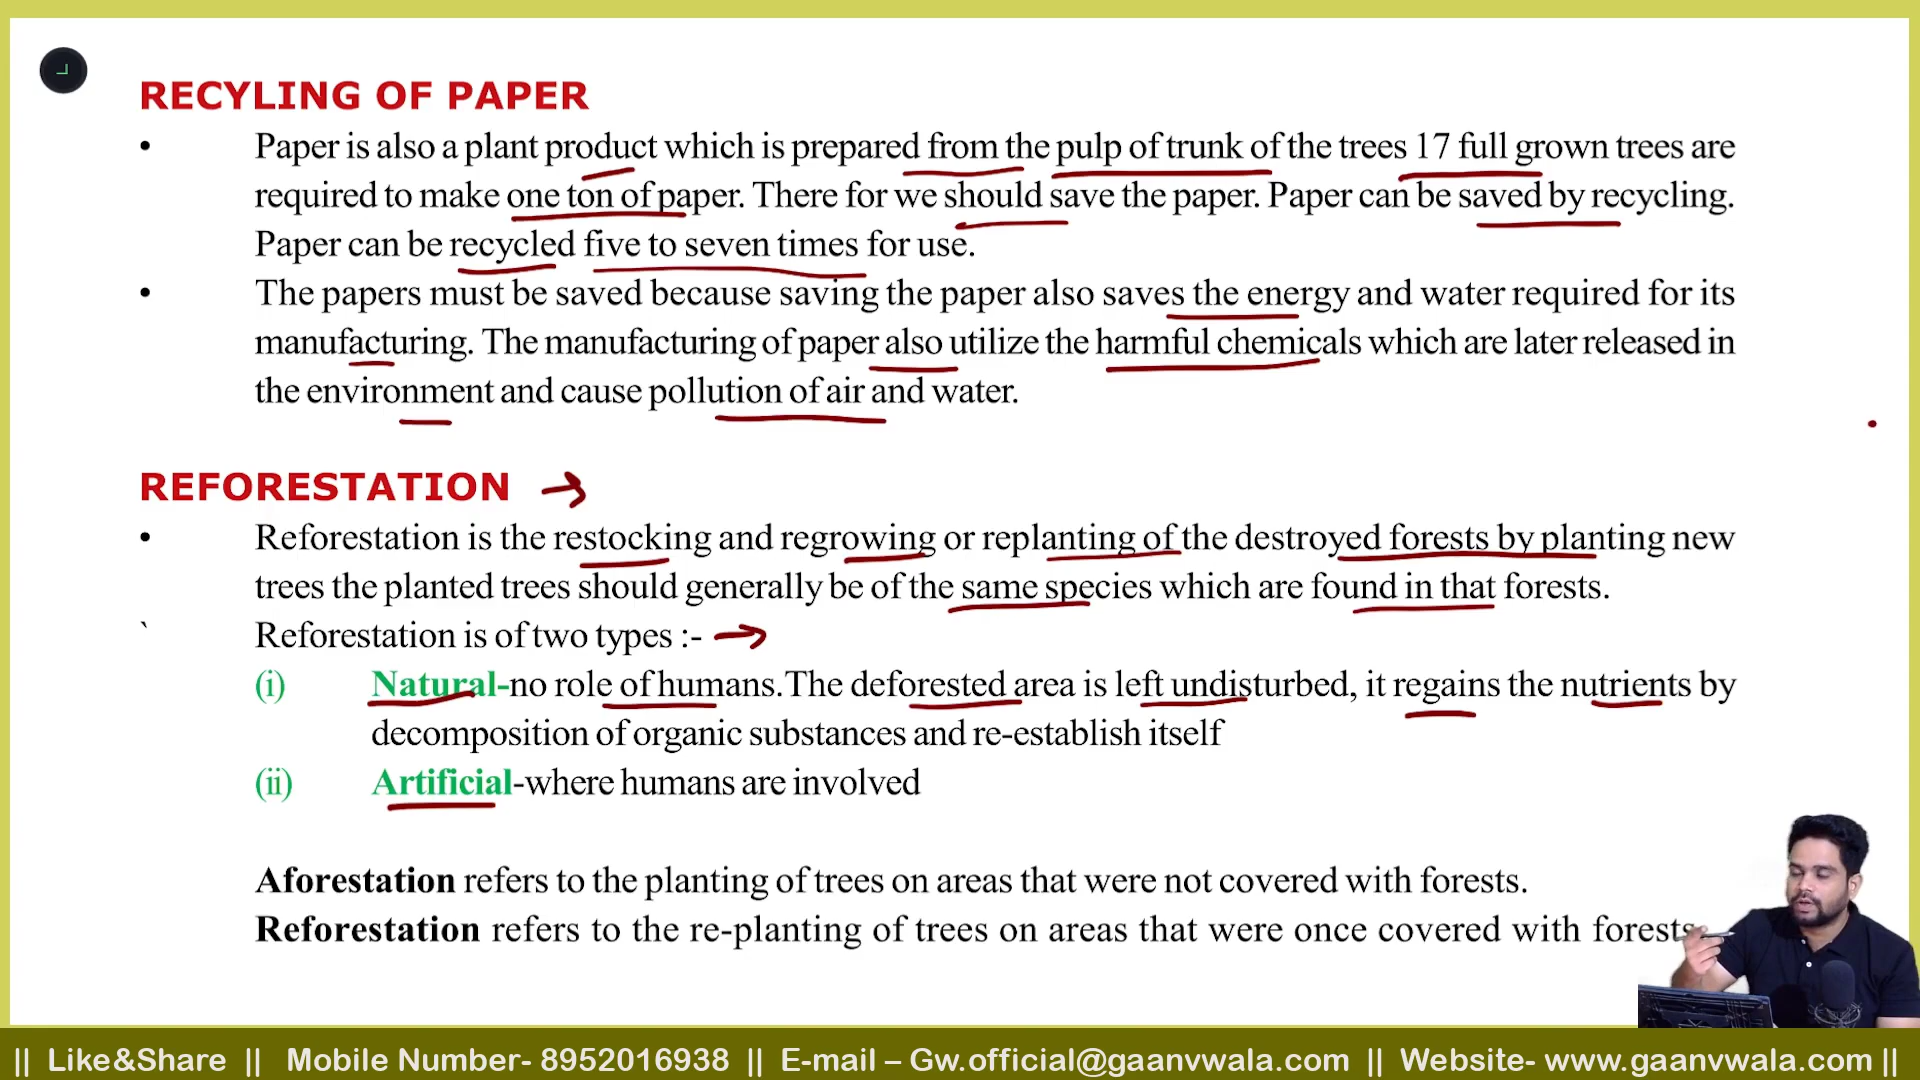 RECYLING OF PAPER
• Paper is also a plant product which is prepared from the pulp of trunk of the trees 17 full grown trees are
required to make one ton of paper. There for we should save the paper. Paper can be saved by recycling.
Paper can be recycled five to seven times for use.
• The papers must be saved because saving the paper also saves the energy and water required for its
manufacturing. The manufacturing of paper also utilize the harmful chemicals which are later released in
the environment and cause pollution of air and water.
REFORESTATION
• Reforestation is the restocking and regrowing or replanting of the destroyed forests by planting new
trees the planted trees should generally be of the same species which are found in that forests.
` Reforestation is of two types :-
(i) Natural-no role of humans.The deforested area is left undisturbed, it regains the nutrients by
decomposition of organic substances and re-establish itself
(ii) Artificial-where humans are involved
Aforestation refers to the planting of trees on areas that were not covered with forests.
Reforestation refers to the re-planting of trees on areas that were once covered with forests
|| Like&Share || Mobile Number- 8952016938 || E-mail – Gw.official@gaanvwala.com || Website- www.gaanvwala.com ||